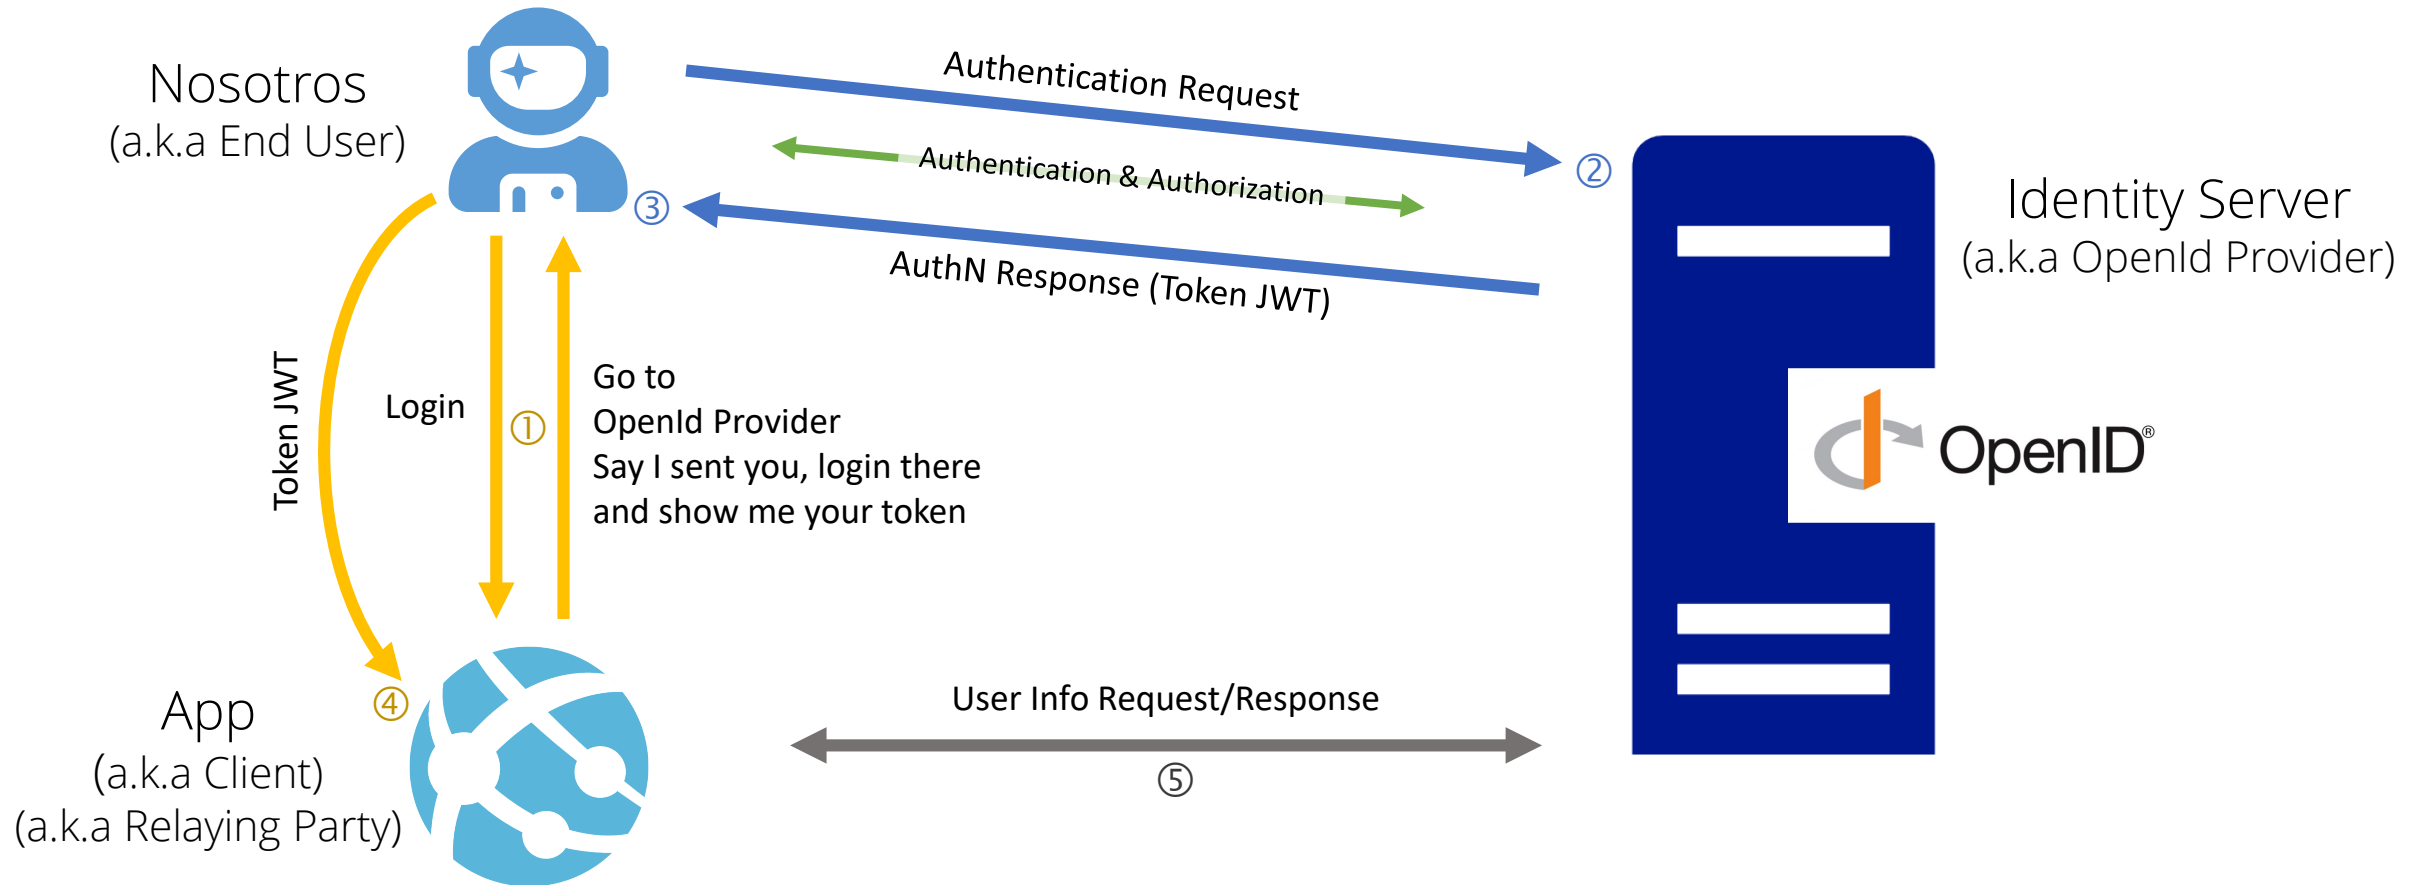 Nosotros
(a.k.a End User)
Authentication Request
②
Authentication & Authorization
③
AuthN Response (Token JWT)
Identity Server
(a.k.a OpenId Provider)
Token JWT
Login
①
Go to
OpenId Provider
Say I sent you, login there
and show me your token
OpenID®
④
App
(a.k.a Client)
(a.k.a Relaying Party)
User Info Request/Response
⑤